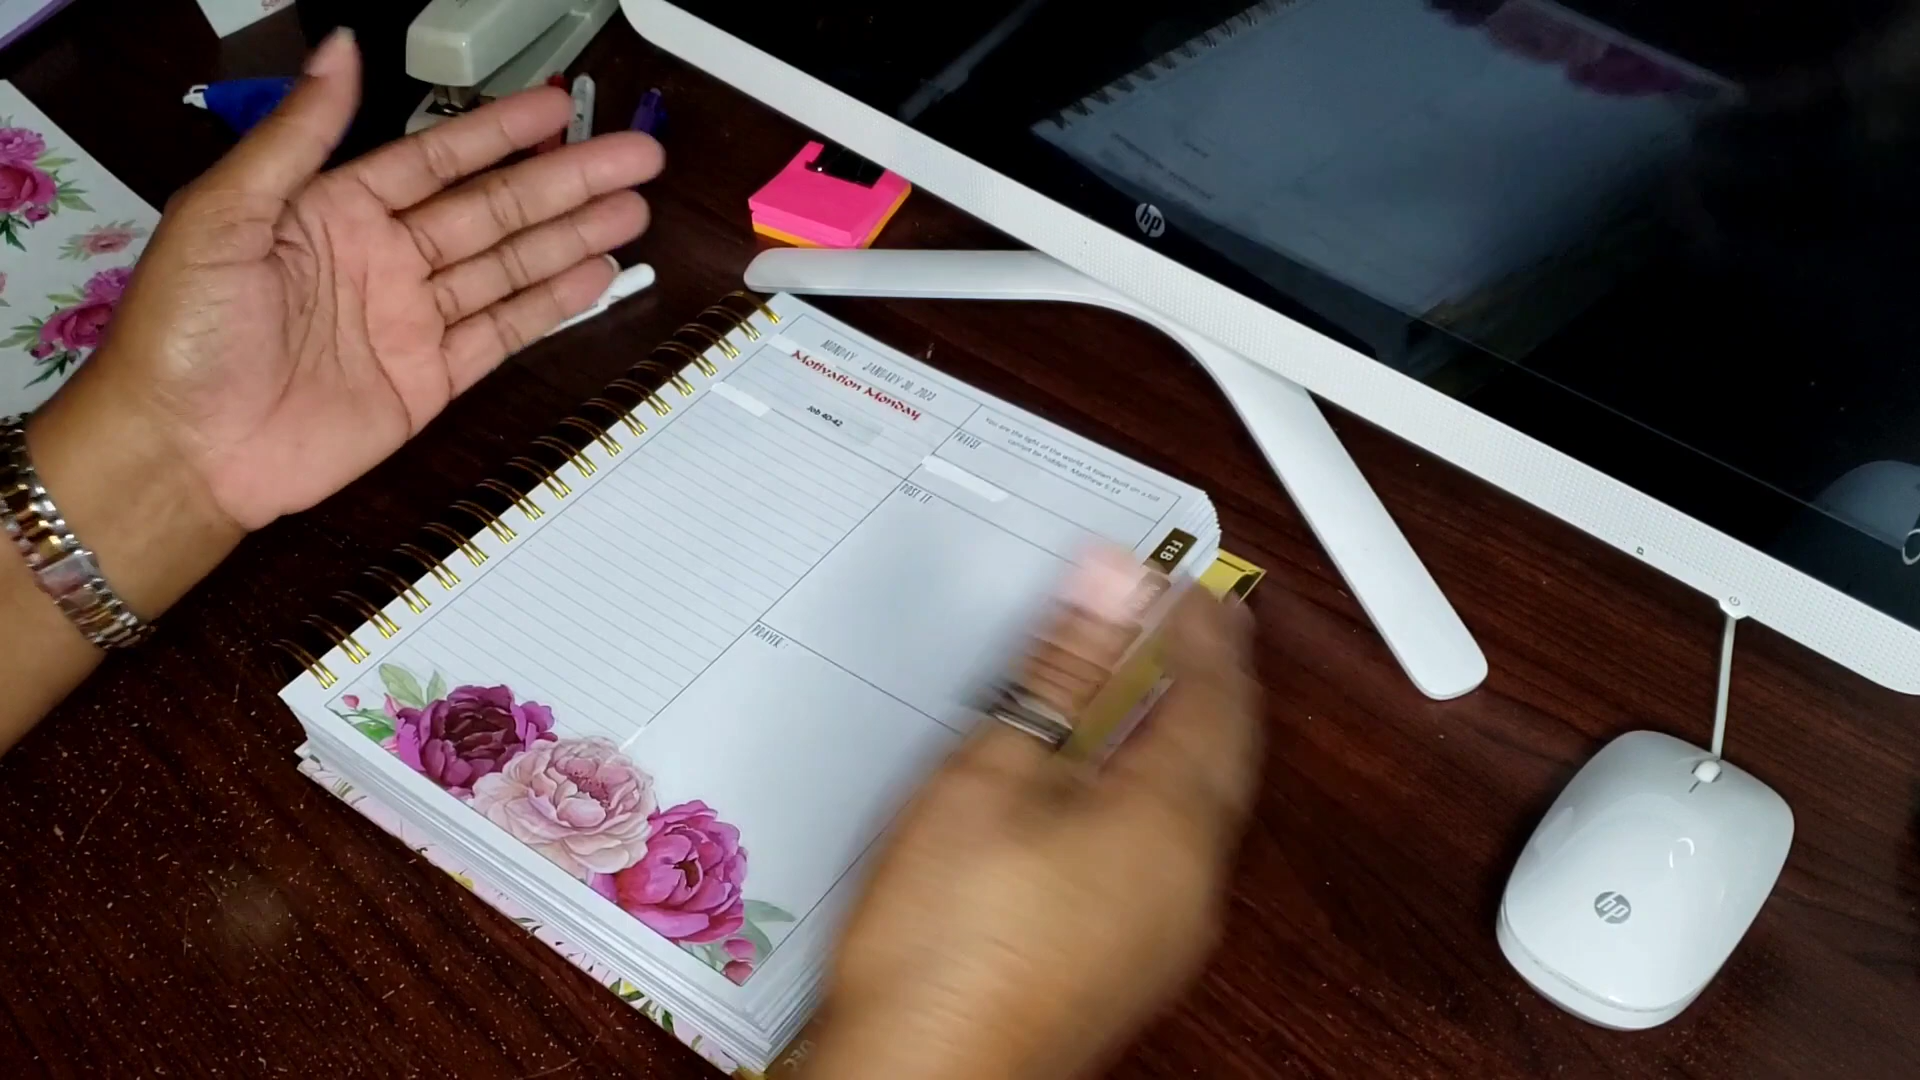 MONDAY JANUARY 30, 2023
Motivation Monday
Job 40-42
You are the light of the world. A town built on a hill
cannot be hidden. Matthew 5:14
PRAISE
POST IT
PRAYER
FEB
DEC
hp
hp